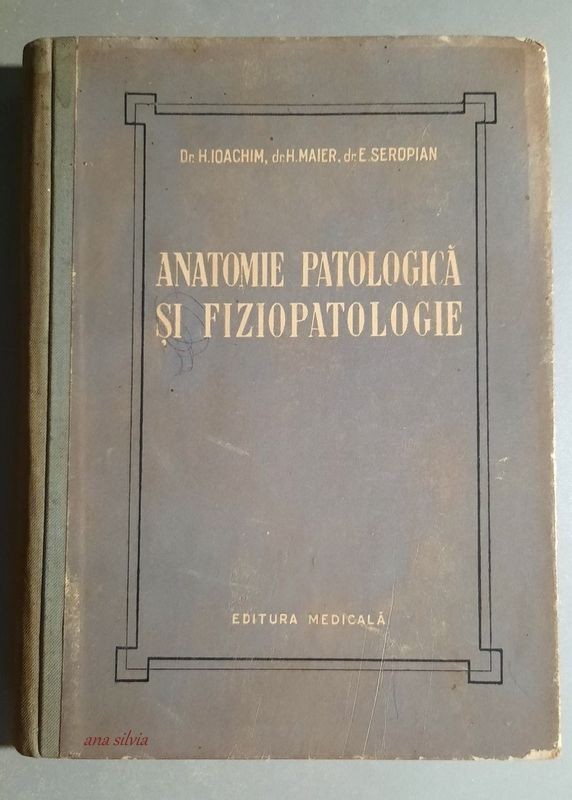 Dr. H. IOACHIM, dr. H. MAIER, dr. E. SEROPIAN
ANATOMIE PATOLOGICĂ
ȘI FIZIOPATOLOGIE
EDITURA MEDICALĂ
ana silvia